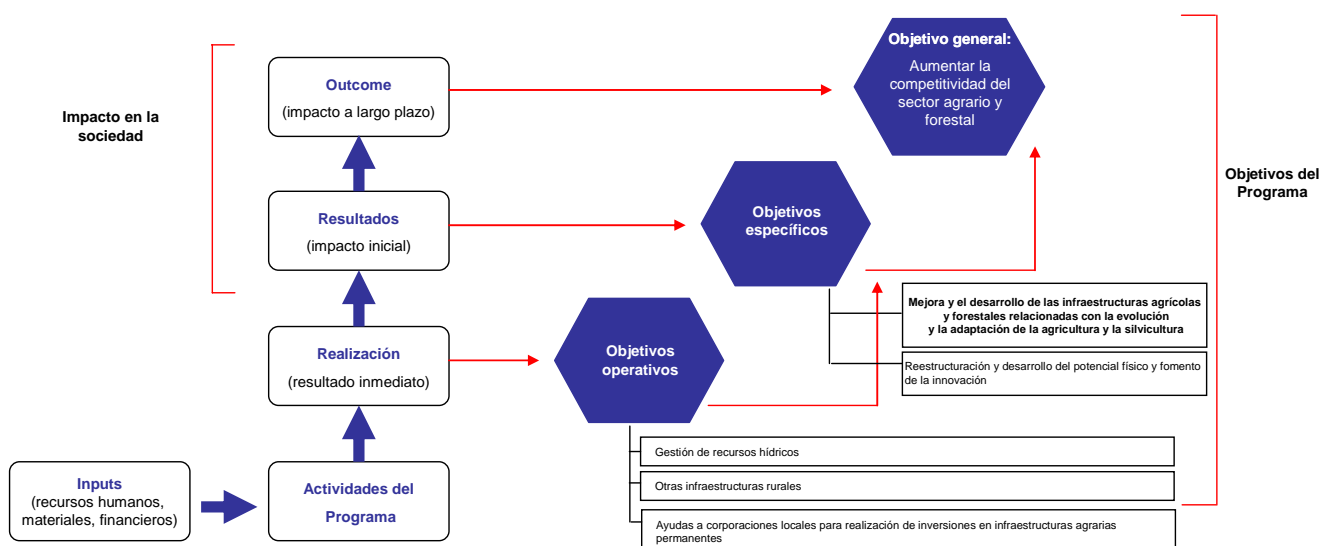 Objetivo general:
Aumentar la
competitividad del
sector agrario y
forestal
Outcome
(impacto a largo plazo)
Impacto en la
sociedad
Objetivos del
Programa
Resultados
(impacto inicial)
Objetivos
específicos
Mejora y el desarrollo de las infraestructuras agrícolas
y forestales relacionadas con la evolución
y la adaptación de la agricultura y la silvicultura
Reestructuración y desarrollo del potencial físico y fomento
de la innovación
Realización
(resultado inmediato)
Objetivos
operativos
Gestión de recursos hídricos
Otras infraestructuras rurales
Ayudas a corporaciones locales para realización de inversiones en infraestructuras agrarias
permanentes
Inputs
(recursos humanos,
materiales, financieros)
Actividades del
Programa